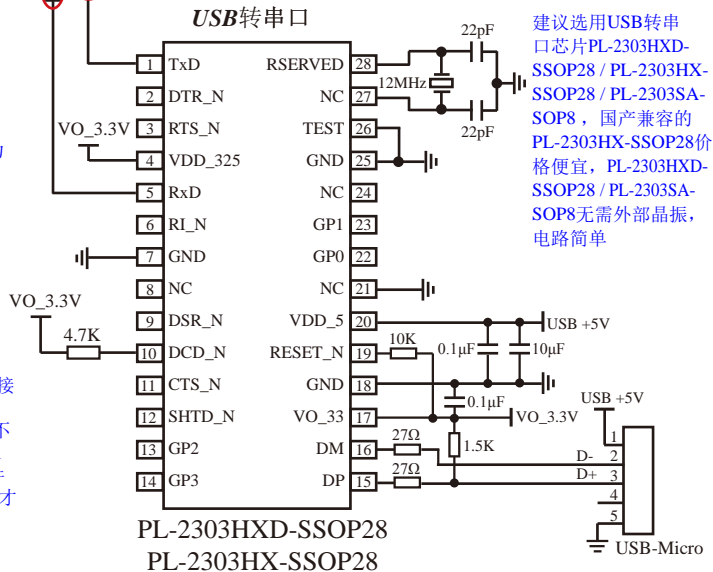 USB转串口
建议选用USB转串
口芯片PL-2303HXD-
SSOP28 / PL-2303HX-
SSOP28 / PL-2303SA-
SOP8 ，国产兼容的
PL-2303HX-SSOP28价
格便宜，PL-2303HXD-
SSOP28 / PL-2303SA-
SOP8无需外部晶振，
电路简单
22pF
12MHz
22pF
1 TxD RSERVED 28
2 DTR_N NC 27
VO_3.3V 3 RTS_N TEST 26
4 VDD_325 GND 25
5 RxD NC 24
6 RI_N GP1 23
7 GND GP0 22
8 NC NC 21
VO_3.3V
9 DSR_N VDD_5 20 USB +5V
4.7K
10K 0.1μF 10μF
10 DCD_N RESET_N 19
11 CTS_N GND 18
0.1μF
USB +5V
12 SHTD_N VO_33 17 VO_3.3V
27Ω
1.5K
13 GP2 DM 16
27Ω
14 GP3 DP 15
1
D- 2
D+ 3
4
5
USB-Micro
接
不
才
PL-2303HXD-SSOP28
PL-2303HX-SSOP28